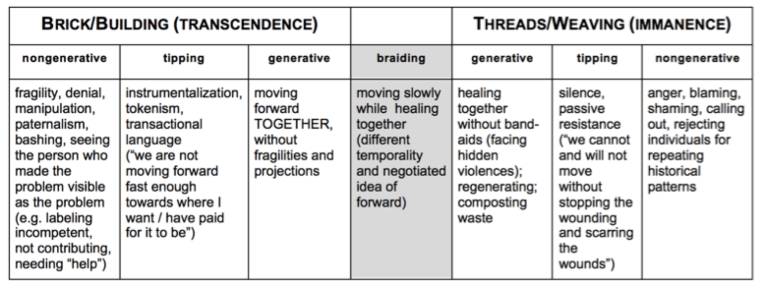 BRICK/BUILDING (TRANSCENDENCE)
THREADS/WEAVING (IMMANENCE)
nongenerative
tipping
generative
braiding
generative
tipping
nongenerative
fragility, denial,
manipulation,
paternalism,
bashing, seeing
the person who
made the
problem visible
as the problem
(e.g. labeling
incompetent,
not contributing,
needing “help”)
instrumentalization,
tokenism,
transactional
language
(“we are not
moving forward
fast enough
towards where I
want / have paid
for it to be”)
moving
forward
TOGETHER,
without
fragilities and
projections
moving slowly
while healing
together
(different
temporality
and negotiated
idea of
forward)
healing
together
without band-
aids (facing
hidden
violences);
regenerating;
composting
waste
silence,
passive
resistance
(“we cannot
and will not
move
without
stopping the
wounding
and scarring
the
wounds”)
anger, blaming,
shaming, calling
out, rejecting
individuals for
repeating
historical
patterns